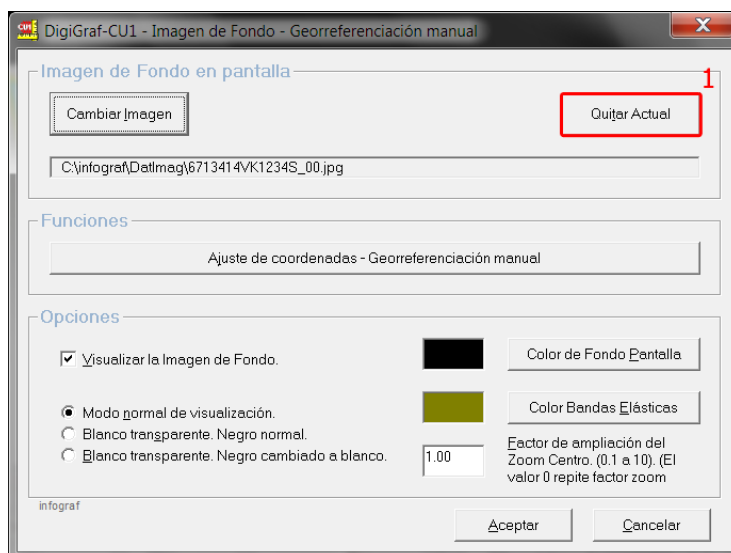 CU1 DigiGraf-CU1 - Imagen de Fondo - Georreferenciación manual
X
Imagen de Fondo en pantalla
1
Cambiar Imagen
Quitar Actual
C:\infograf\DatImag\6713414VK1234S_00.jpg
Funciones
Ajuste de coordenadas - Georreferenciación manual
Opciones
Visualizar la Imagen de Fondo.
Color de Fondo Pantalla
Modo normal de visualización.
Color Bandas Elásticas
Blanco transparente. Negro normal.
Blanco transparente. Negro cambiado a blanco.
1.00
Factor de ampliación del
Zoom Centro. (0.1 a 10). (El
valor 0 repite factor zoom
infograf
Aceptar
Cancelar